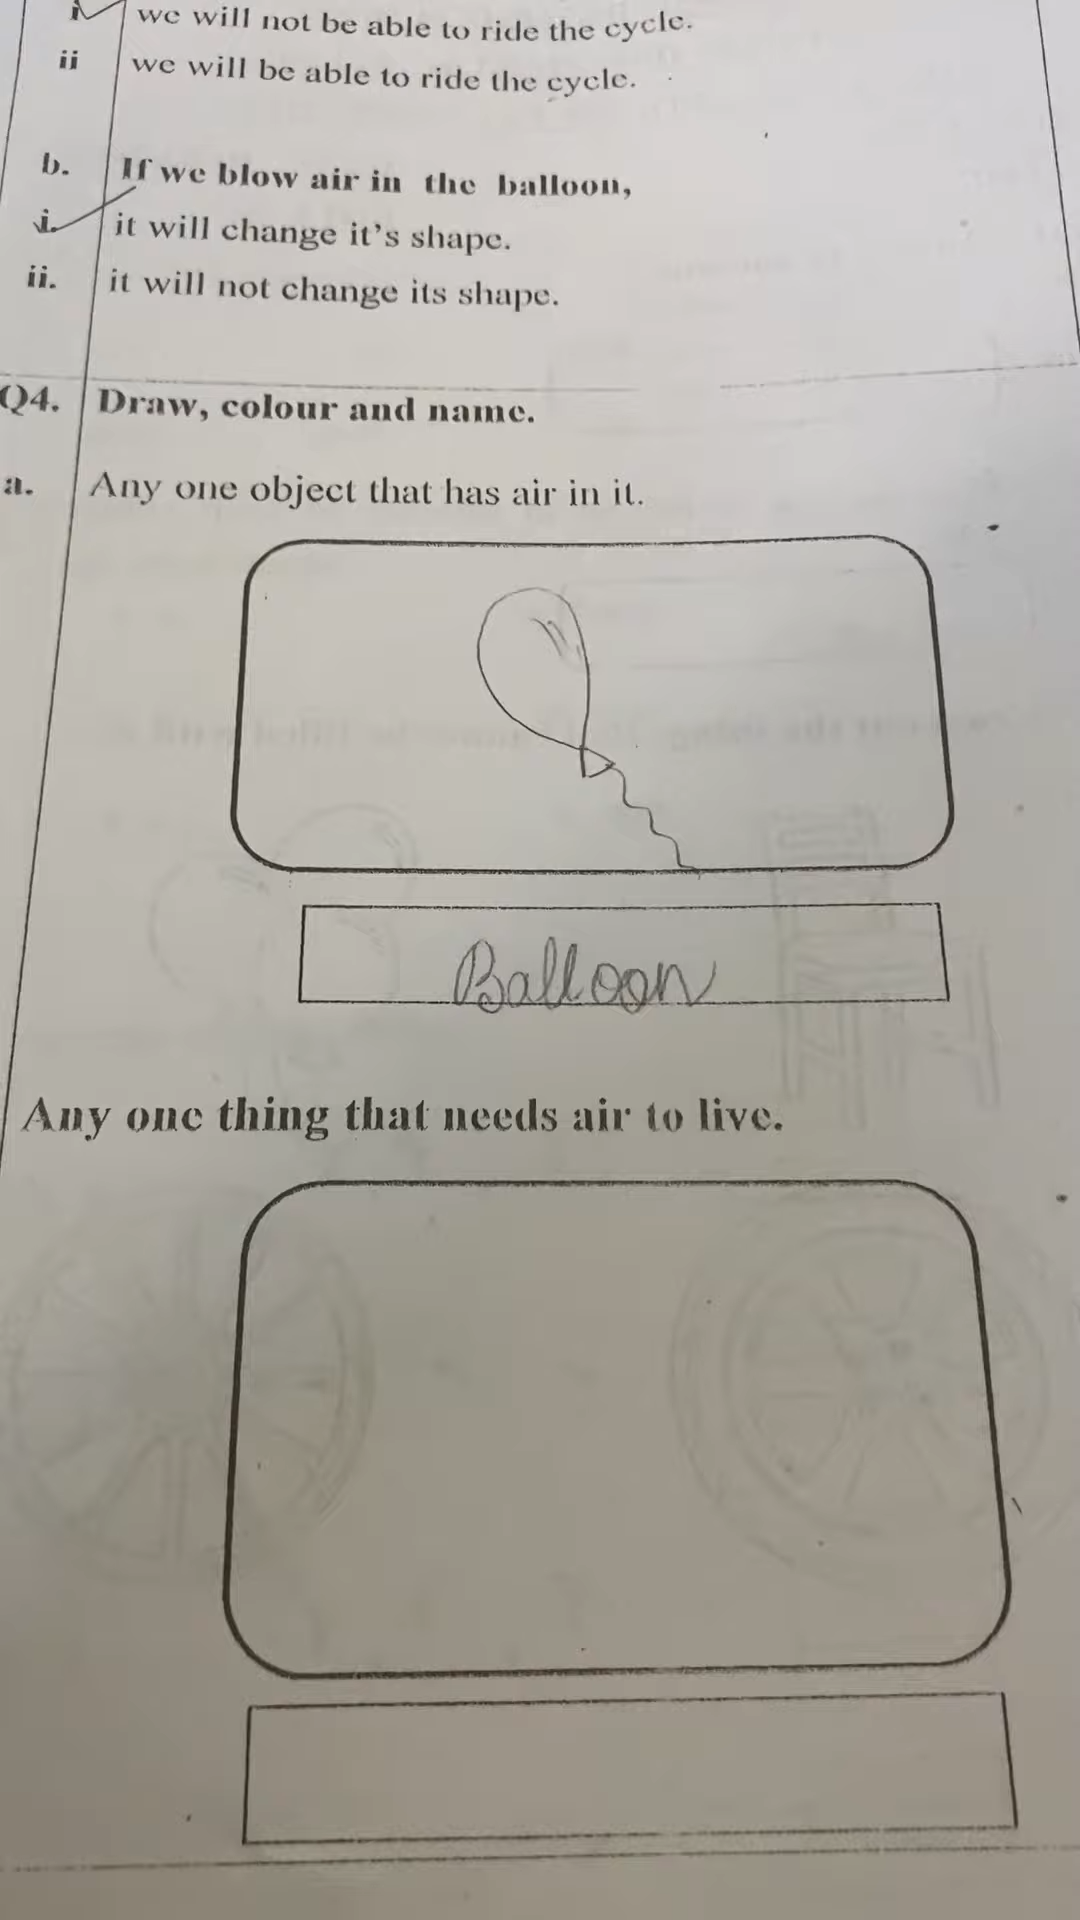 i we will not be able to ride the cycle.
ii we will be able to ride the cycle.
b. If we blow air in the balloon,
i. it will change it's shape.
ii. it will not change its shape.
Q4. Draw, colour and name.
a. Any one object that has air in it.
Balloon
Any one thing that needs air to live.